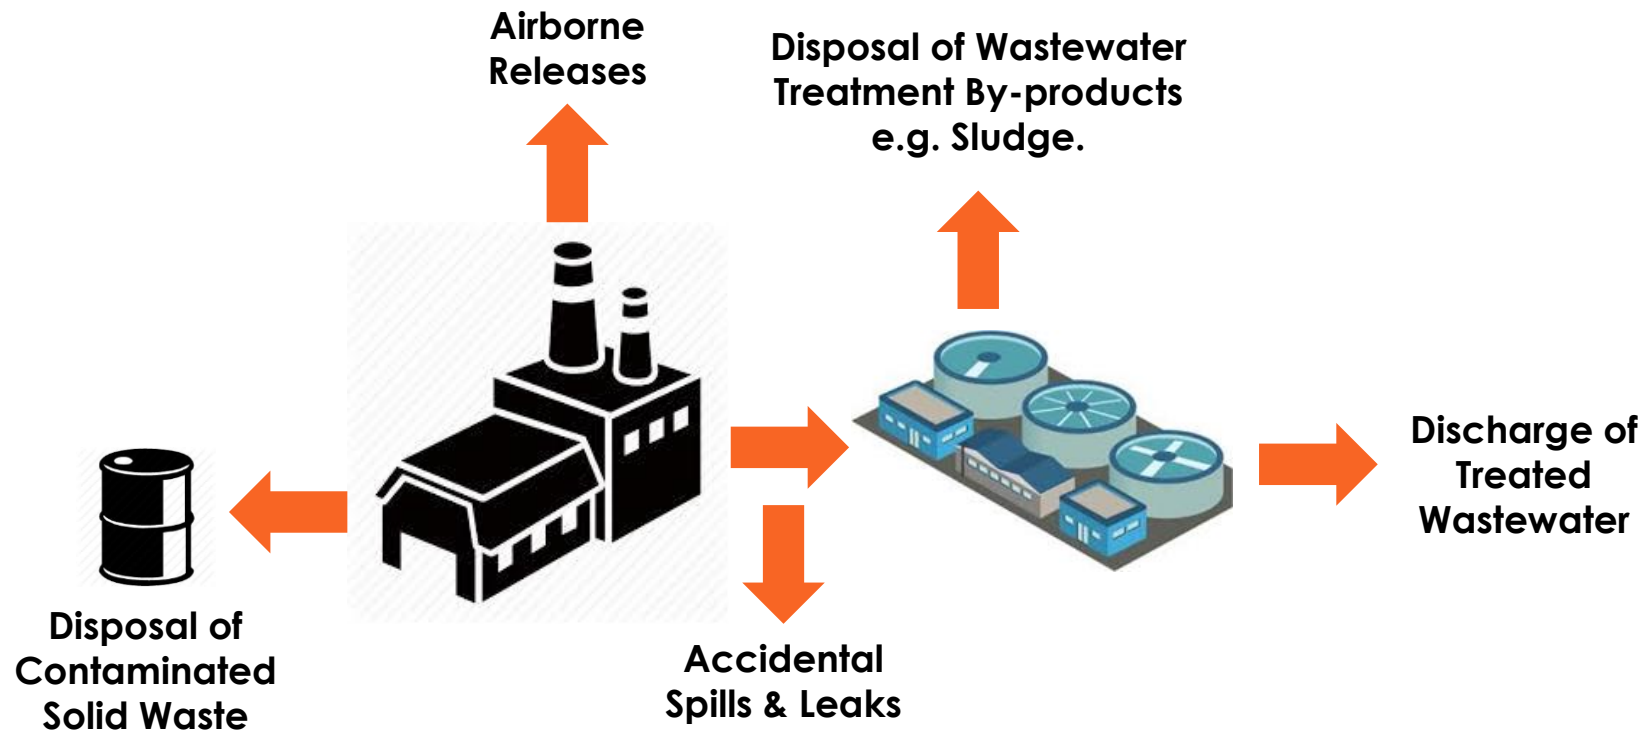 Airborne
Releases
Disposal of Wastewater
Treatment By-products
e.g. Sludge.
Discharge of
Treated
Wastewater
Disposal of
Contaminated
Solid Waste
Accidental
Spills & Leaks